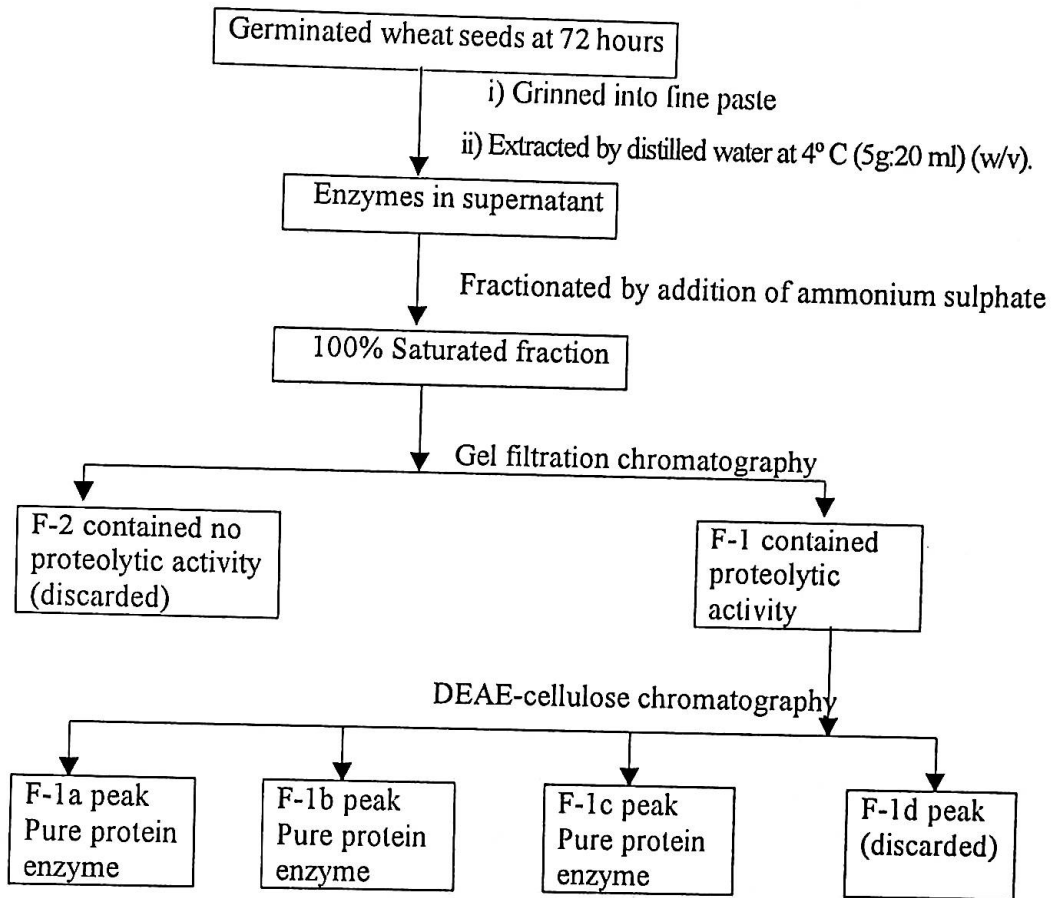 Germinated wheat seeds at 72 hours
i) Grinned into fine paste
ii) Extracted by distilled water at 4º C (5g:20 ml) (w/v).
Enzymes in supernatant
Fractionated by addition of ammonium sulphate
100% Saturated fraction
Gel filtration chromatography
F-2 contained no
proteolytic activity
(discarded)
F-1 contained
proteolytic
activity
DEAE-cellulose chromatography
F-1a peak
Pure protein
enzyme
F-1b peak
Pure protein
enzyme
F-1c peak
Pure protein
enzyme
F-1d peak
(discarded)